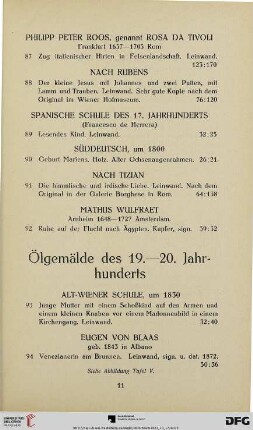 PHILIPP PETER ROOS, genannt ROSA DA TIVOLI
Frankfurt 1657—1705 Rom
87 Zug italienischer Hirten in Felsenlandschaft. Leinwand.
123:170
NACH RUBENS
88 Der kleine Jesus mit Johannes und zwei Putten, mit
Lamm und Trauben. Leinwand. Sehr gute Kopie nach dem
Original im Wiener Hofmuseum. 76:120
SPANISCHE SCHULE DES 17. JAHRHUNDERTS
(Francesco de Herrera)
89 Lesendes Kind. Leinwand. 32:25
SÜDDEUTSCH, um 1800
90 Geburt Mariens. Holz. Alter Ochsenaugenrahmen. 26:21
NACH TIZIAN
91 Die himmlische und irdische Liebe. Leinwand. Nach dem
Original in der Galerie Borghese in Rom. 64:138
MATHIJS WULFRAET
Arnheim 1648—1727 Amsterdam.
92 Ruhe auf der Flucht nach Ägypten. Kupfer, sign. 39:32
Ölgemälde des 19.—20. Jahr-
hunderts
ALT-WIENER SCHULE, um 1830
93 Junge Mutter mit einem Schoßkind auf den Armen und
einem kleinen Knaben vor einem Madonnenbild in einem
Kirchengang. Leinwand. 32:40
EUGEN VON BLAAS
geb. 1843 in Albano
94 Venezianerin am Brunnen. Leinwand, sign. u. dat. 1872.
50:36
Siehe Abbildung Tafel V.
11
DFG